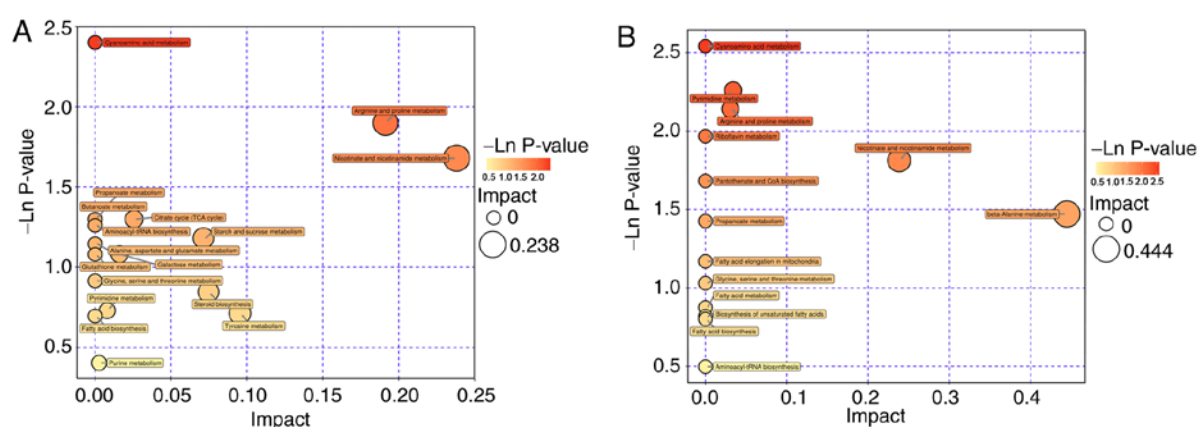 A
2.5
2.0
1.5
1.0
0.5
−Ln P-value
Cyanoamino acid metabolism
Arginine and proline metabolism
Nicotinate and nicotinamide metabolism
Propanoate metabolism
Butanoate metabolism
Citrate cycle (TCA cycle)
Aminoacyl-tRNA biosynthesis
Starch and sucrose metabolism
Alanine, aspartate and glutamate metabolism
Glutathione metabolism
Galactose metabolism
Glycine, serine and threonine metabolism
Pyrimidine metabolism
Steroid biosynthesis
Fatty acid biosynthesis
Tyrosine metabolism
Purine metabolism
0.00
0.05
0.10
0.15
0.20
0.25
Impact
−Ln P-value
0.5 1.0 1.5 2.0
Impact
0
0.238
B
2.5
2.0
1.5
1.0
0.5
−Ln P-value
Cyanoamino acid metabolism
Pyrimidine metabolism
Arginine and proline metabolism
Riboflavin metabolism
Nicotinate and nicotinamide metabolism
Pantothenate and CoA biosynthesis
beta-Alanine metabolism
Propanoate metabolism
Fatty acid elongation in mitochondria
Glycine, serine and threonine metabolism
Fatty acid metabolism
Biosynthesis of unsaturated fatty acids
Fatty acid biosynthesis
Aminoacyl-tRNA biosynthesis
0.0
0.1
0.2
0.3
0.4
Impact
−Ln P-value
0.5 1.0 1.5 2.0 2.5
Impact
0
0.444